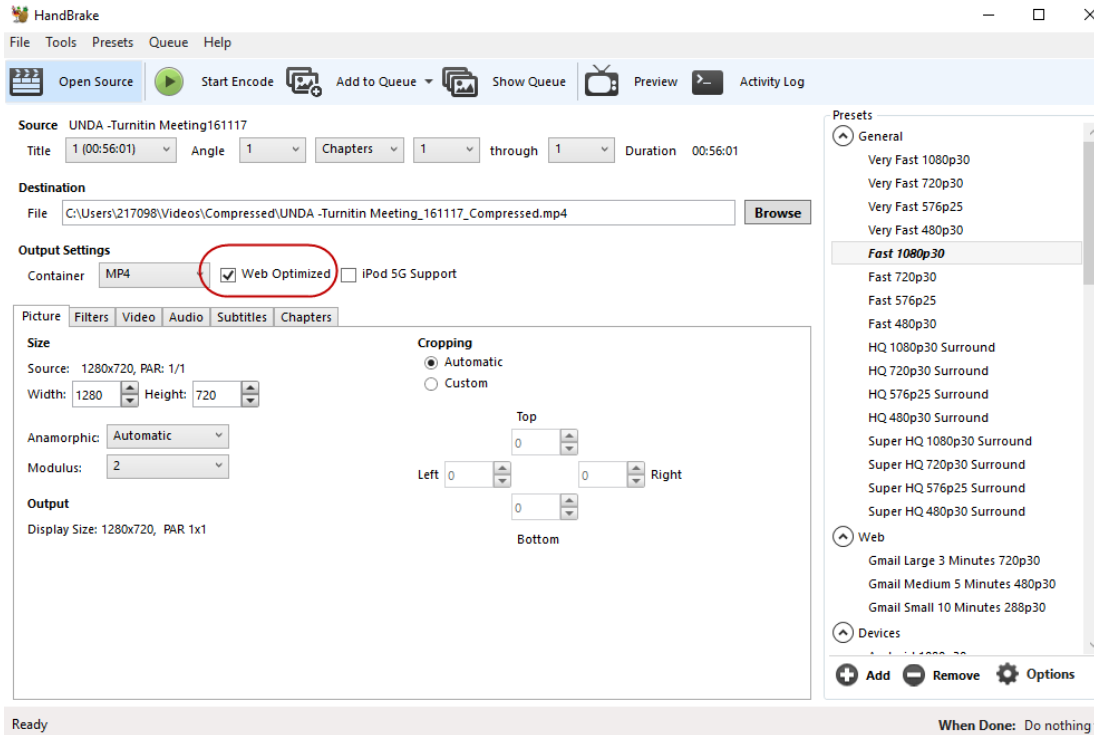 HandBrake
File Tools Presets Queue Help
Open Source Start Encode Add to Queue Show Queue Preview Activity Log
Source UNDA -Turnitin Meeting161117
Title 1 (00:56:01) Angle 1 Chapters 1 through 1 Duration 00:56:01
Destination
File C:\Users\217098\Videos\Compressed\UNDA -Turnitin Meeting_161117_Compressed.mp4 Browse
Output Settings
Container MP4 Web Optimized iPod 5G Support
Picture Filters Video Audio Subtitles Chapters
Size
Source: 1280x720, PAR: 1/1
Width: 1280 Height: 720
Anamorphic: Automatic
Modulus: 2
Output
Display Size: 1280x720, PAR 1x1
Cropping
Automatic
Custom
Top
0
Left 0 0 Right
0
Bottom
Presets
General
Very Fast 1080p30
Very Fast 720p30
Very Fast 576p25
Very Fast 480p30
Fast 1080p30
Fast 720p30
Fast 576p25
Fast 480p30
HQ 1080p30 Surround
HQ 720p30 Surround
HQ 576p25 Surround
HQ 480p30 Surround
Super HQ 1080p30 Surround
Super HQ 720p30 Surround
Super HQ 576p25 Surround
Super HQ 480p30 Surround
Web
Gmail Large 3 Minutes 720p30
Gmail Medium 5 Minutes 480p30
Gmail Small 10 Minutes 288p30
Devices
Add Remove Options
Ready When Done: Do nothing